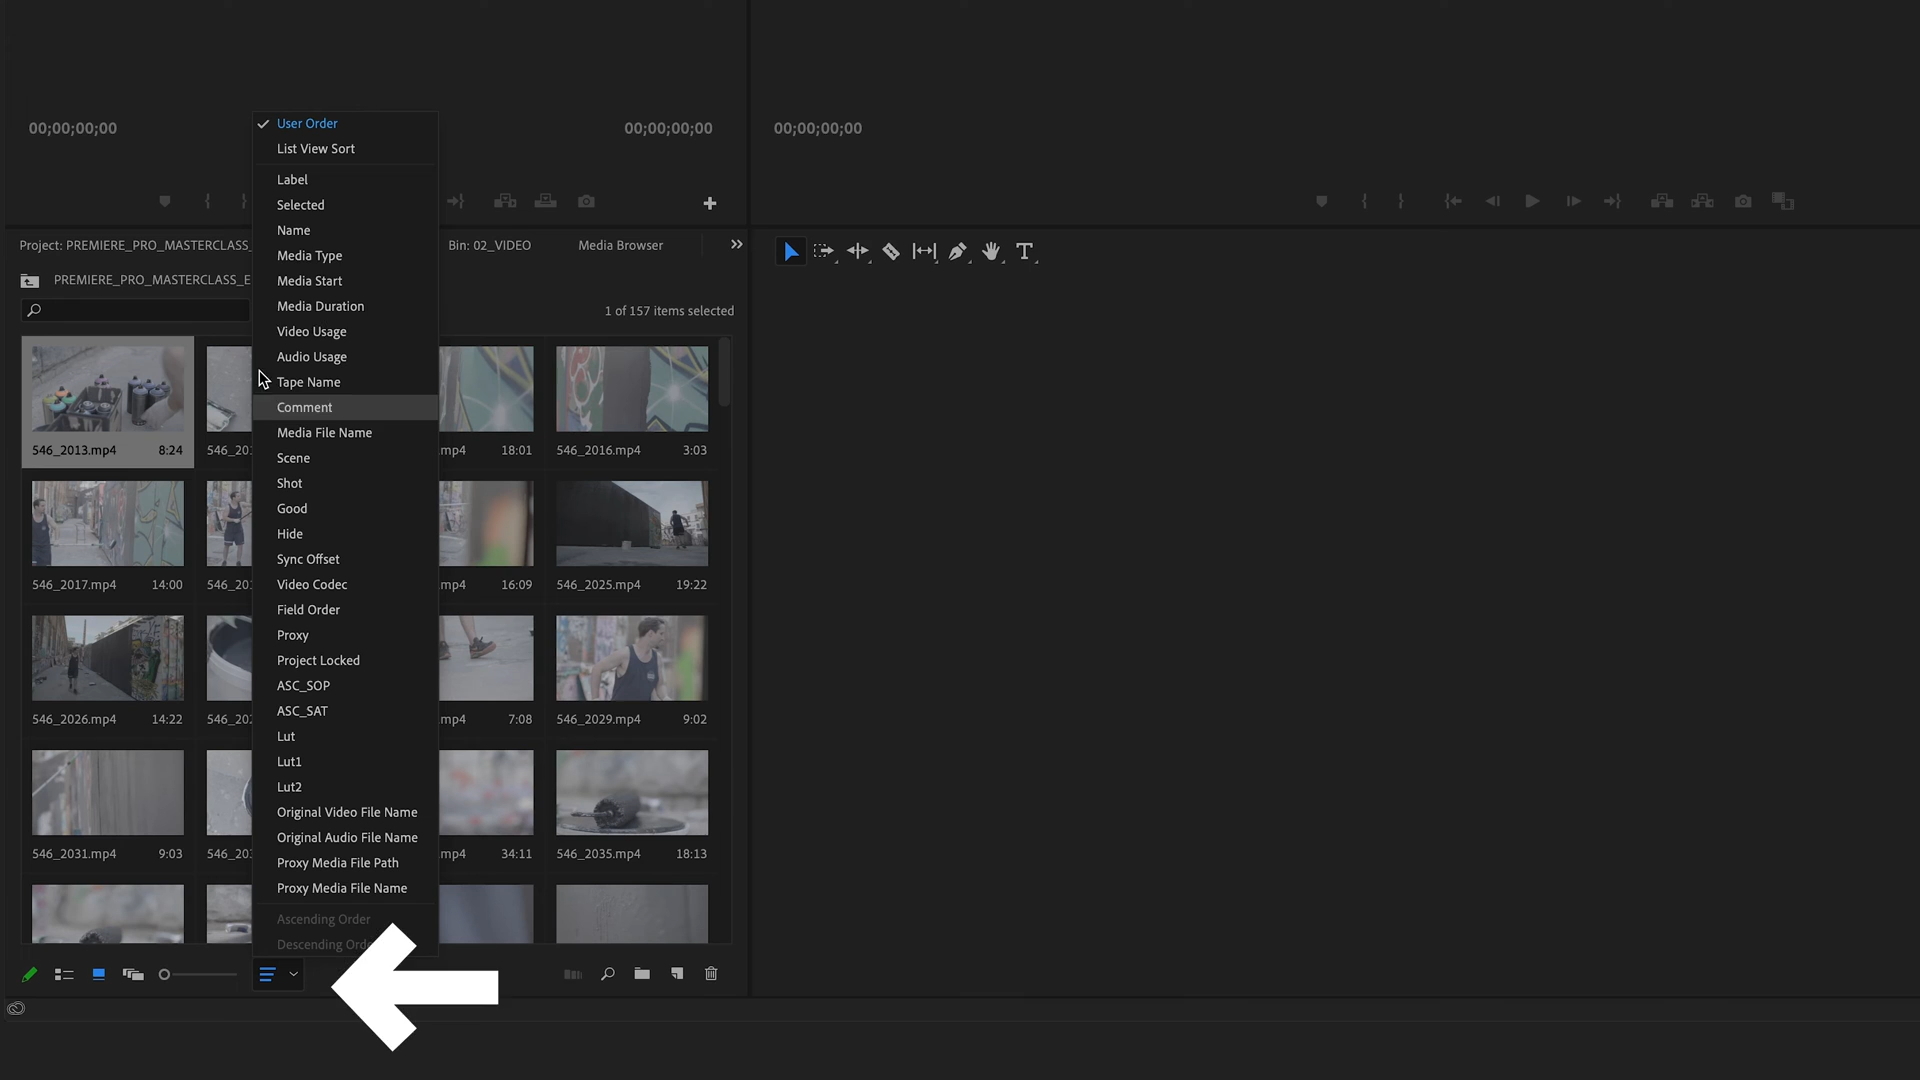 00;00;00;00
00;00;00;00
00;00;00;00
User Order
List View Sort
Label
Selected
Name
Media Type
Media Start
Media Duration
Video Usage
Audio Usage
Tape Name
Comment
Media File Name
Scene
Shot
Good
Hide
Sync Offset
Video Codec
Field Order
Proxy
Project Locked
ASC_SOP
ASC_SAT
Lut
Lut1
Lut2
Original Video File Name
Original Audio File Name
Proxy Media File Path
Proxy Media File Name
Ascending Order
Descending Orde
Project: PREMIERE_PRO_MASTERCLASS_
Bin: 02_VIDEO
Media Browser
PREMIERE_PRO_MASTERCLASS_E
1 of 157 items selected
546_2013.mp4 8:24
546_20
mp4 18:01
546_2016.mp4 3:03
546_2017.mp4 14:00
546_20
mp4 16:09
546_2025.mp4 19:22
546_2026.mp4 14:22
546_20
mp4 7:08
546_2029.mp4 9:02
546_2031.mp4 9:03
546_20
mp4 34:11
546_2035.mp4 18:13